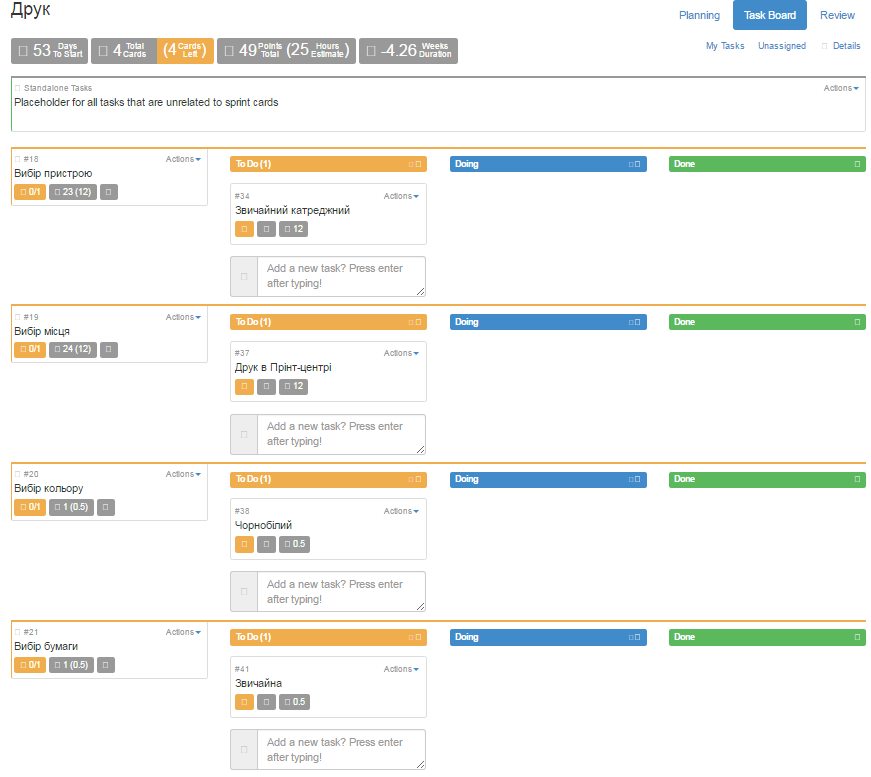 Друк
Planning Task Board Review
53 Days To Start 4 Total Cards (4 Cards Left) 49 Points Total (25 Hours Estimate) -4.26 Weeks Duration
My Tasks Unassigned Details
Standalone Tasks Actions
Placeholder for all tasks that are unrelated to sprint cards
#18 Actions
Вибір пристрою
0/1 23 (12)
To Do (1) Doing Done
#34 Actions
Звичайний катреджний
12
Add a new task? Press enter
after typing!
#19 Actions
Вибір місця
0/1 24 (12)
To Do (1) Doing Done
#37 Actions
Друк в Прінт-центрі
12
Add a new task? Press enter
after typing!
#20 Actions
Вибір кольору
0/1 1 (0.5)
To Do (1) Doing Done
#38 Actions
Чорнобілий
0.5
Add a new task? Press enter
after typing!
#21 Actions
Вибір бумаги
0/1 1 (0.5)
To Do (1) Doing Done
#41 Actions
Звичайна
0.5
Add a new task? Press enter
after typing!